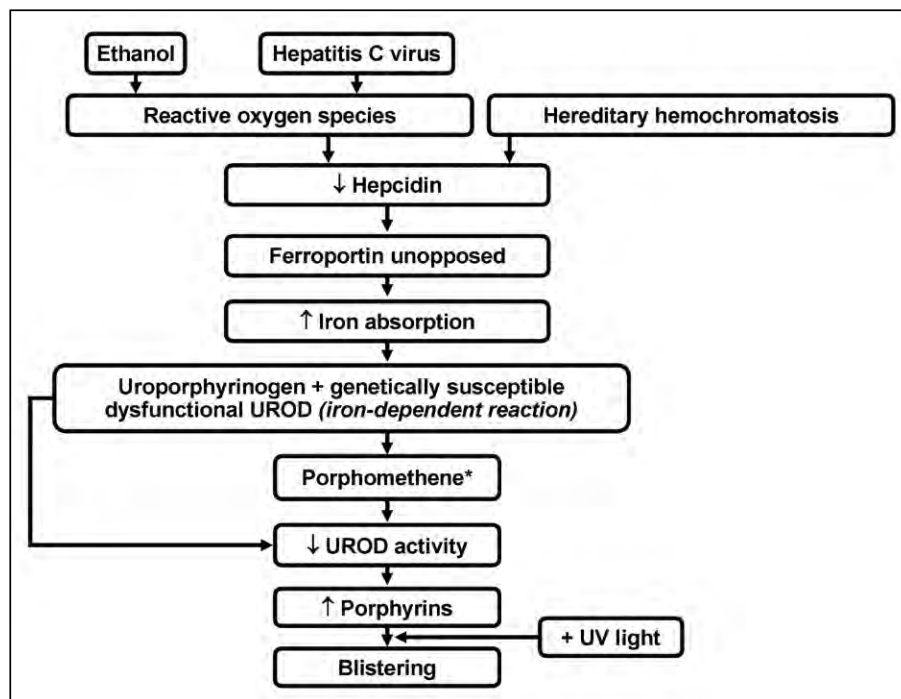 Ethanol
Hepatitis C virus
Reactive oxygen species
Hereditary hemochromatosis
↓ Hepcidin
Ferroportin unopposed
↑ Iron absorption
Uroporphyrinogen + genetically susceptible
dysfunctional UROD (iron-dependent reaction)
Porphomethene*
↓ UROD activity
↑ Porphyrins
+ UV light
Blistering